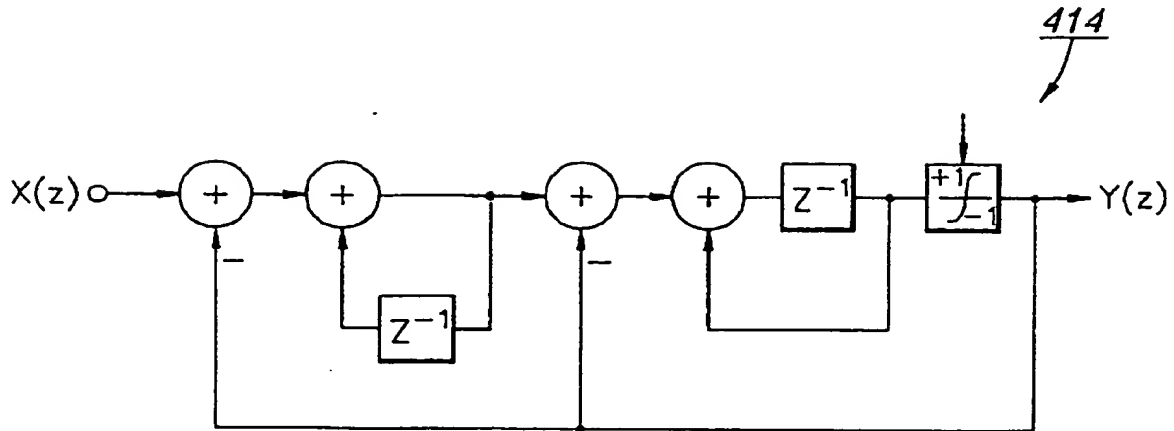 414
X(z)
+
+
+
+
Z⁻¹
+1
-1
Y(z)
-
-
Z⁻¹